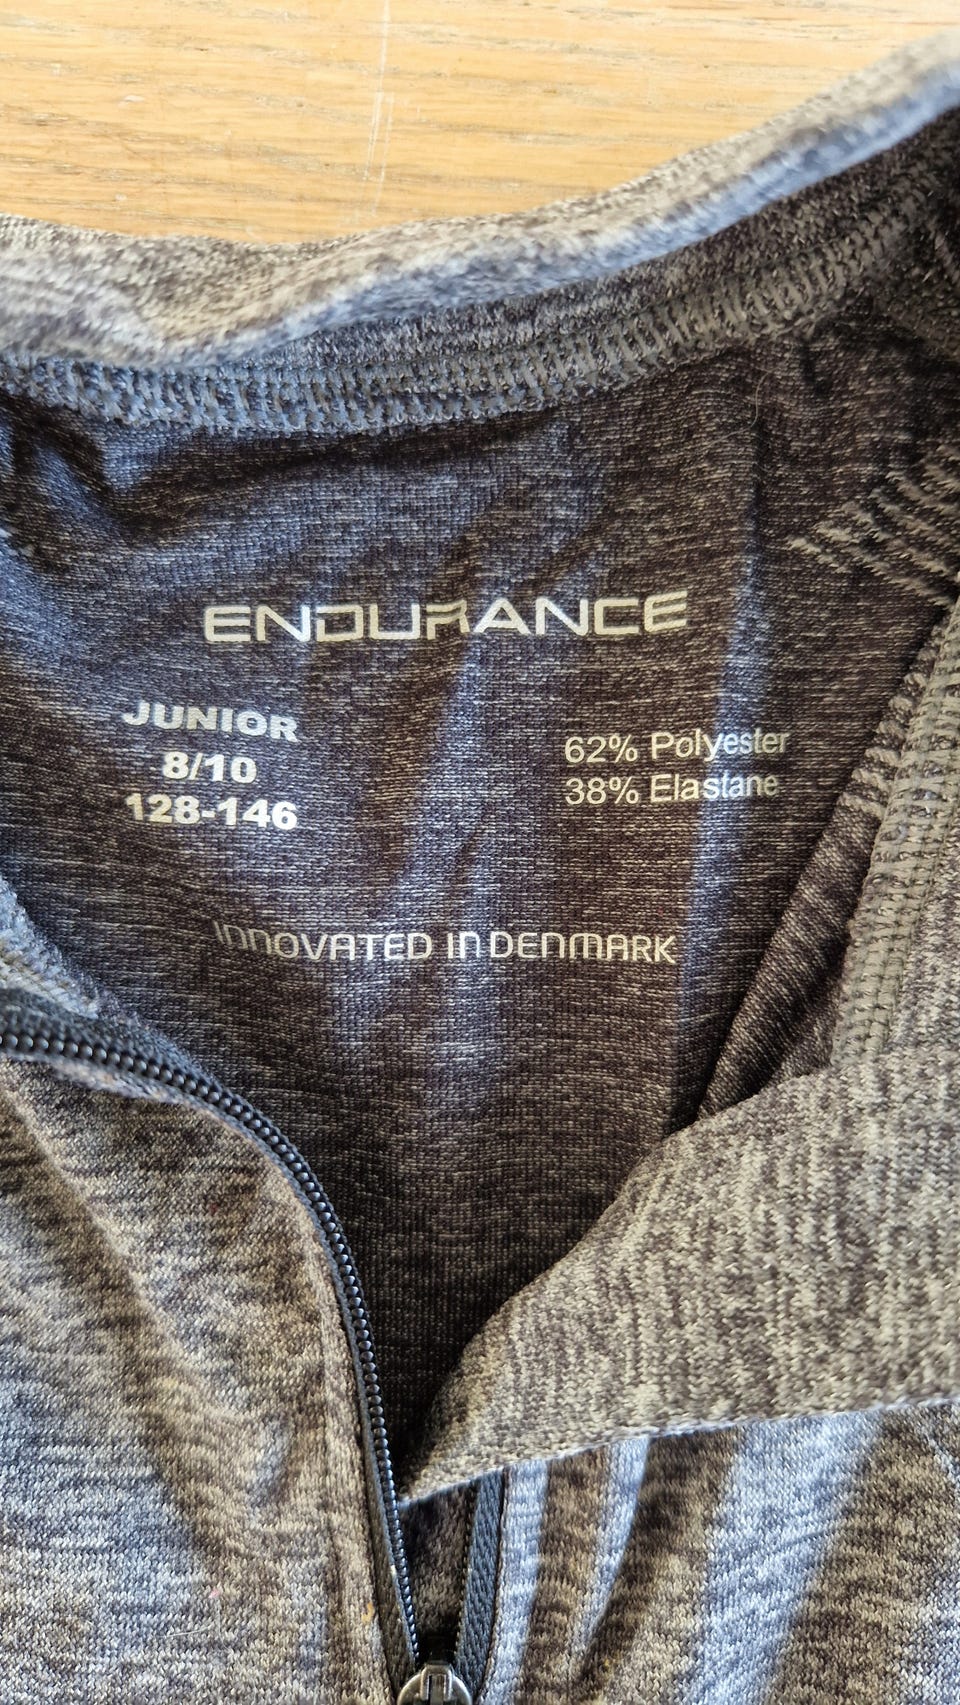 ENDURANCE
JUNIOR
8/10
128-146
62% Polyester
38% Elastane
INNOVATED IN DENMARK